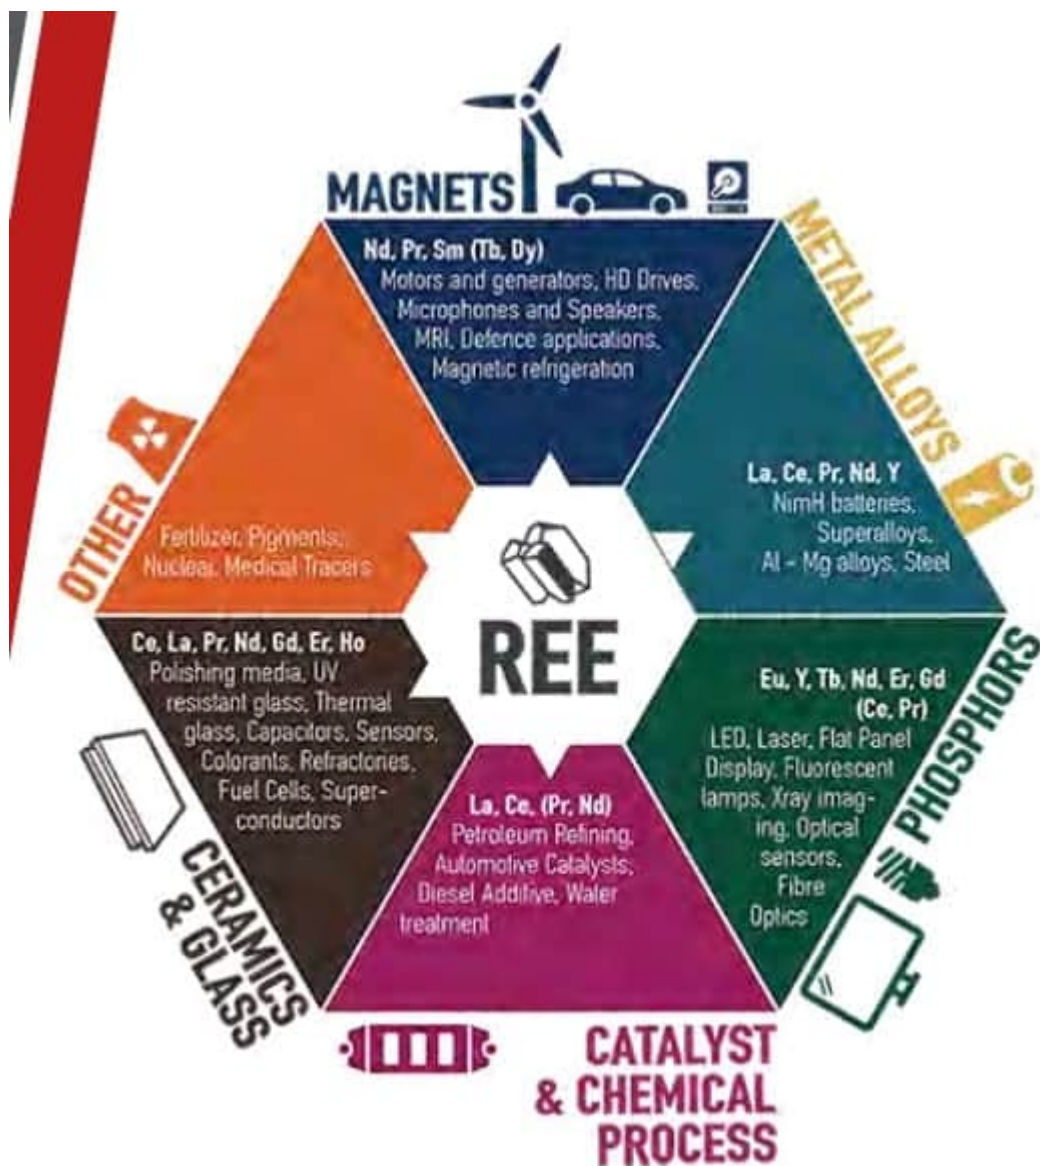 MAGNETS
Nd, Pr, Sm (Tb, Dy)
Motors and generators, HD Drives,
Microphones and Speakers,
MRI, Defence applications,
Magnetic refrigeration
METAL ALLOYS
La, Ce, Pr, Nd, Y
NimH batteries,
Superalloys,
Al - Mg alloys, Steel
PHOSPHORS
Eu, Y, Tb, Nd, Er, Gd
(Ce, Pr)
LED, Laser, Flat Panel
Display, Fluorescent
lamps, Xray imag-
ing, Optical
sensors,
Fibre
Optics
CATALYST
& CHEMICAL
PROCESS
La, Ce, (Pr, Nd)
Petroleum Refining,
Automotive Catalysts,
Diesel Additive, Water
treatment
CERAMICS
& GLASS
Ce, La, Pr, Nd, Gd, Er, Ho
Polishing media, UV
resistant glass, Thermal
glass, Capacitors, Sensors,
Colorants, Refractories,
Fuel Cells, Super-
conductors
OTHER
Fertilizer, Pigments,
Nuclear, Medical Tracers
REE